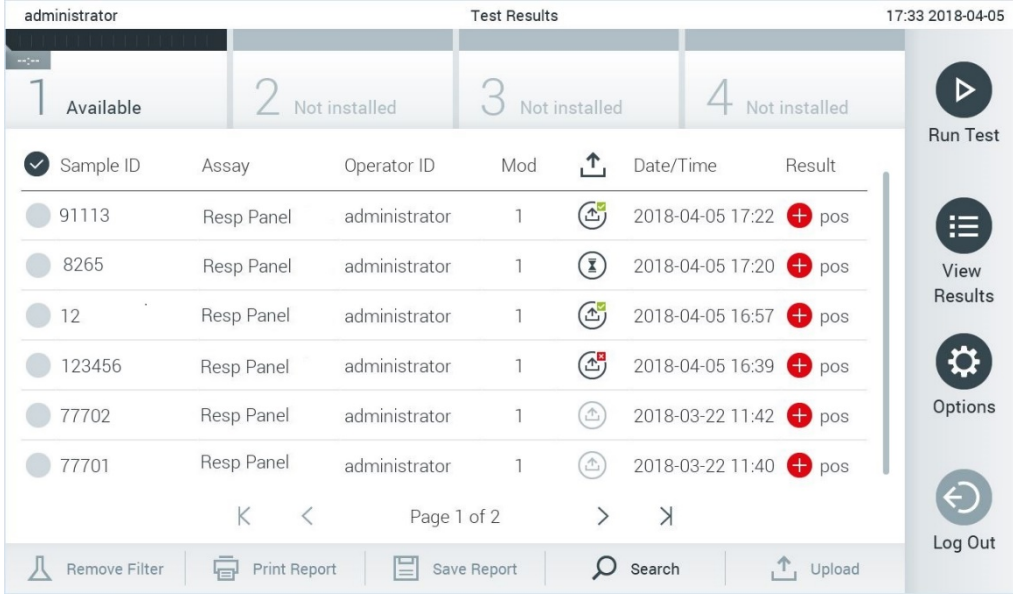 administrator Test Results 17:33 2018-04-05
--:--
1 Available 2 Not installed 3 Not installed 4 Not installed
Run Test
Sample ID Assay Operator ID Mod Date/Time Result
91113 Resp Panel administrator 1 2018-04-05 17:22 pos
8265 Resp Panel administrator 1 2018-04-05 17:20 pos
View
Results
12 Resp Panel administrator 1 2018-04-05 16:57 pos
123456 Resp Panel administrator 1 2018-04-05 16:39 pos
77702 Resp Panel administrator 1 2018-03-22 11:42 pos
Options
77701 Resp Panel administrator 1 2018-03-22 11:40 pos
Page 1 of 2
Log Out
Remove Filter Print Report Save Report Search Upload